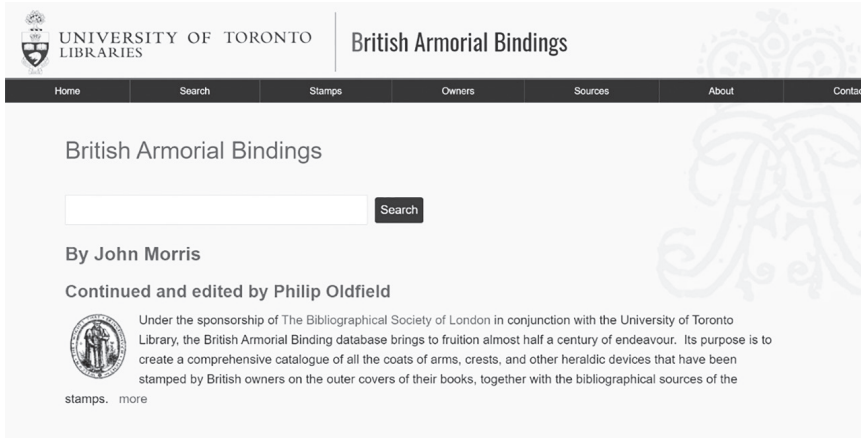 UNIVERSITY OF TORONTO
LIBRARIES
British Armorial Bindings
Home Search Stamps Owners Sources About
British Armorial Bindings
Search
By John Morris
Continued and edited by Philip Oldfield
Under the sponsorship of The Bibliographical Society of London in conjunction with the University of Toronto
Library, the British Armorial Binding database brings to fruition almost half a century of endeavour. Its purpose is to
create a comprehensive catalogue of all the coats of arms, crests, and other heraldic devices that have been
stamped by British owners on the outer covers of their books, together with the bibliographical sources of the
stamps. more